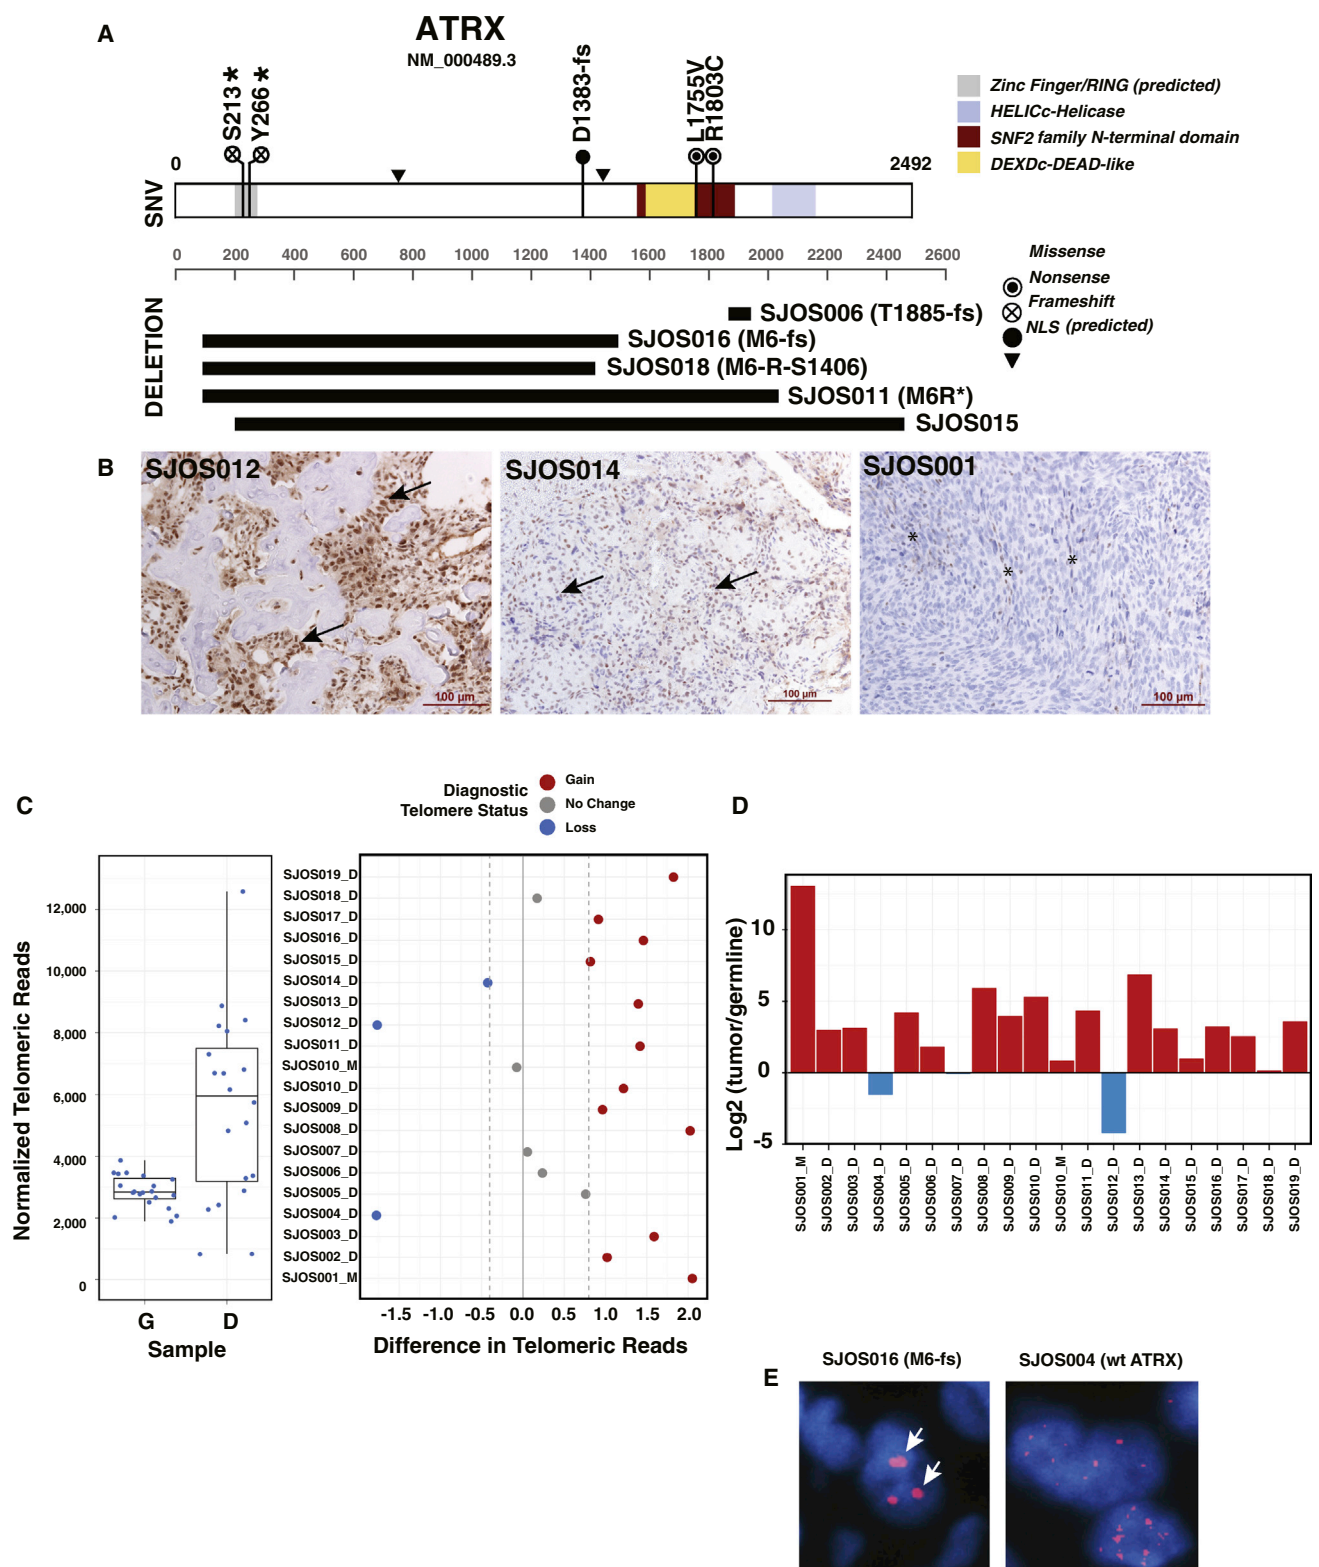 A
ATRX
NM_000489.3
S213*
Y266*
D1383-fs
L1755V
R1803C
Zinc Finger/RING (predicted)
HELICc-Helicase
SNF2 family N-terminal domain
DEXDc-DEAD-like
0
2492
SNV
0 200 400 600 800 1000 1200 1400 1600 1800 2000 2200 2400 2600
Missense
Nonsense
Frameshift
NLS (predicted)
DELETION
SJOS006 (T1885-fs)
SJOS016 (M6-fs)
SJOS018 (M6-R-S1406)
SJOS011 (M6R*)
SJOS015
B
SJOS012
SJOS014
SJOS001
* * *
100 µm
100 µm
100 µm
C
Diagnostic
Telomere Status
Gain
No Change
Loss
Normalized Telomeric Reads
12,000
10,000
8,000
6,000
4,000
2,000
0
G D
Sample
SJOS019_D
SJOS018_D
SJOS017_D
SJOS016_D
SJOS015_D
SJOS014_D
SJOS013_D
SJOS012_D
SJOS011_D
SJOS010_M
SJOS010_D
SJOS009_D
SJOS008_D
SJOS007_D
SJOS006_D
SJOS005_D
SJOS004_D
SJOS003_D
SJOS002_D
SJOS001_M
-1.5 -1.0 -0.5 0.0 0.5 1.0 1.5 2.0
Difference in Telomeric Reads
D
Log2 (tumor/germline)
10
5
0
-5
SJOS001_M
SJOS002_D
SJOS003_D
SJOS004_D
SJOS005_D
SJOS006_D
SJOS007_D
SJOS008_D
SJOS009_D
SJOS010_D
SJOS010_M
SJOS011_D
SJOS012_D
SJOS013_D
SJOS014_D
SJOS015_D
SJOS016_D
SJOS017_D
SJOS018_D
SJOS019_D
E
SJOS016 (M6-fs)
SJOS004 (wt ATRX)